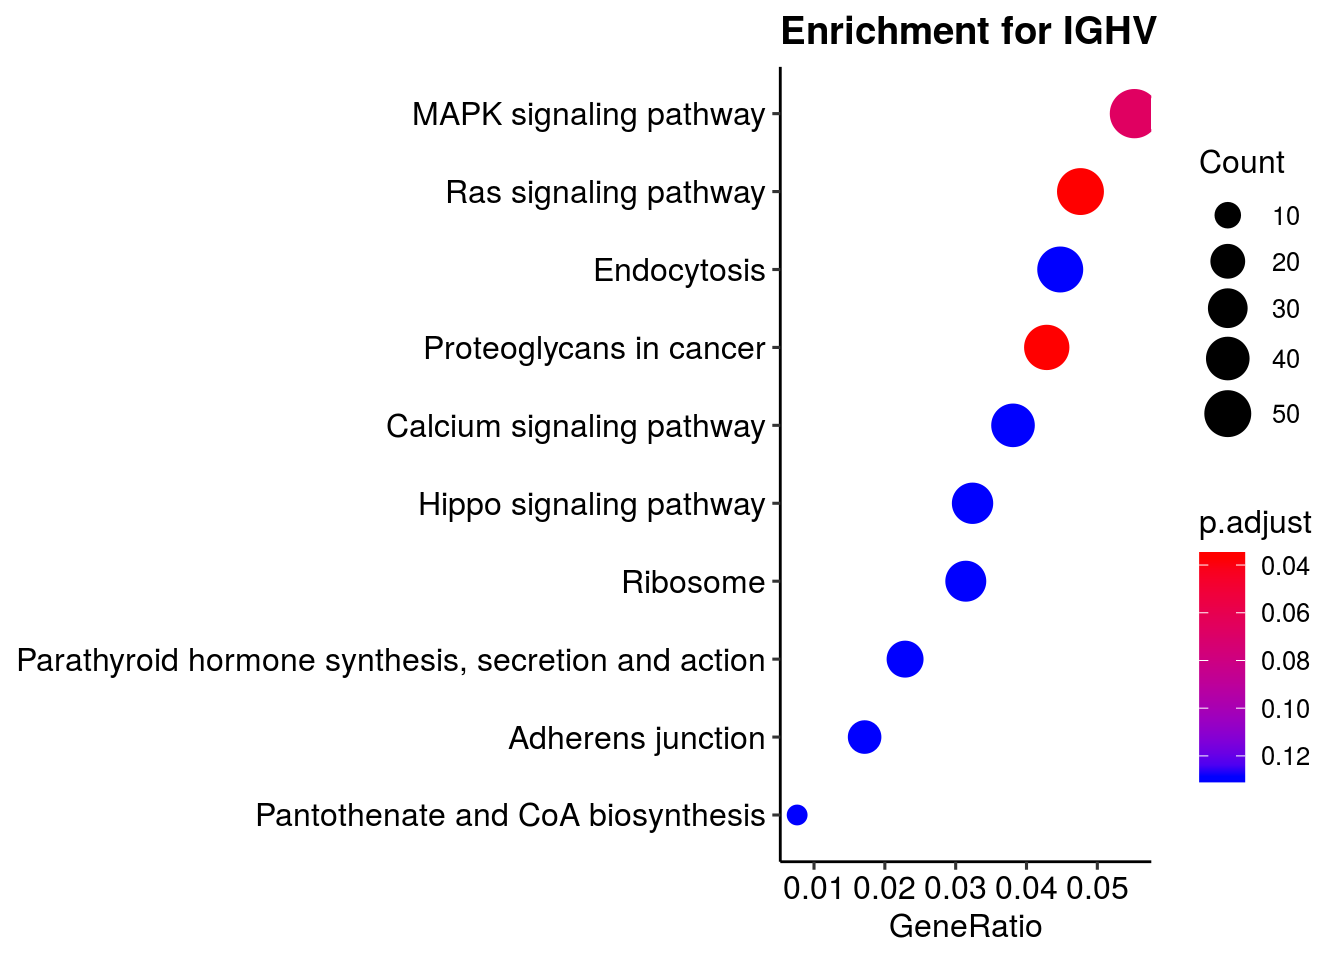 Enrichment for IGHV
MAPK signaling pathway
Ras signaling pathway
Endocytosis
Proteoglycans in cancer
Calcium signaling pathway
Hippo signaling pathway
Ribosome
Parathyroid hormone synthesis, secretion and action
Adherens junction
Pantothenate and CoA biosynthesis
0.01 0.02 0.03 0.04 0.05
GeneRatio
Count
10
20
30
40
50
p.adjust
0.04
0.06
0.08
0.10
0.12